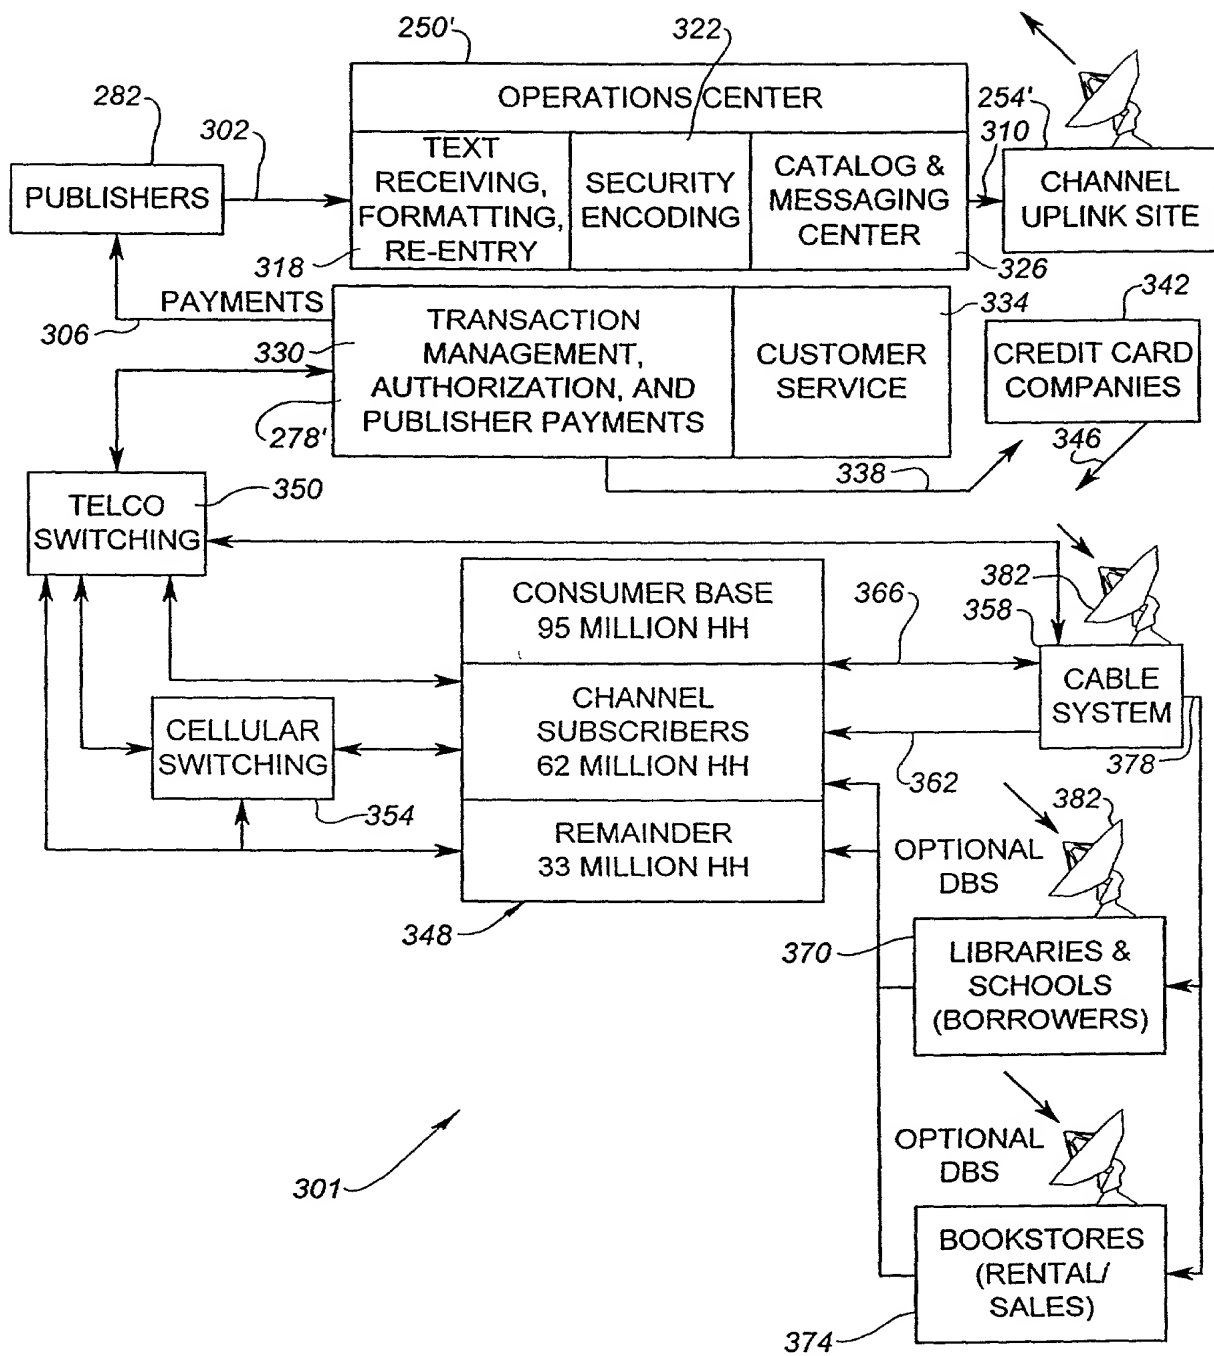 250'
322
282
302
OPERATIONS CENTER
254'
310
PUBLISHERS
TEXT
RECEIVING,
FORMATTING,
RE-ENTRY
318
SECURITY
ENCODING
CATALOG &
MESSAGING
CENTER
326
CHANNEL
UPLINK SITE
PAYMENTS
306
330
TRANSACTION
MANAGEMENT,
AUTHORIZATION, AND
PUBLISHER PAYMENTS
278'
334
CUSTOMER
SERVICE
342
CREDIT CARD
COMPANIES
346
338
350
TELCO
SWITCHING
CONSUMER BASE
95 MILLION HH
366
382
358
CHANNEL
SUBSCRIBERS
62 MILLION HH
CABLE
SYSTEM
CELLULAR
SWITCHING
354
362
378
REMAINDER
33 MILLION HH
348
382
OPTIONAL
DBS
370
LIBRARIES &
SCHOOLS
(BORROWERS)
301
OPTIONAL
DBS
BOOKSTORES
(RENTAL/
SALES)
374